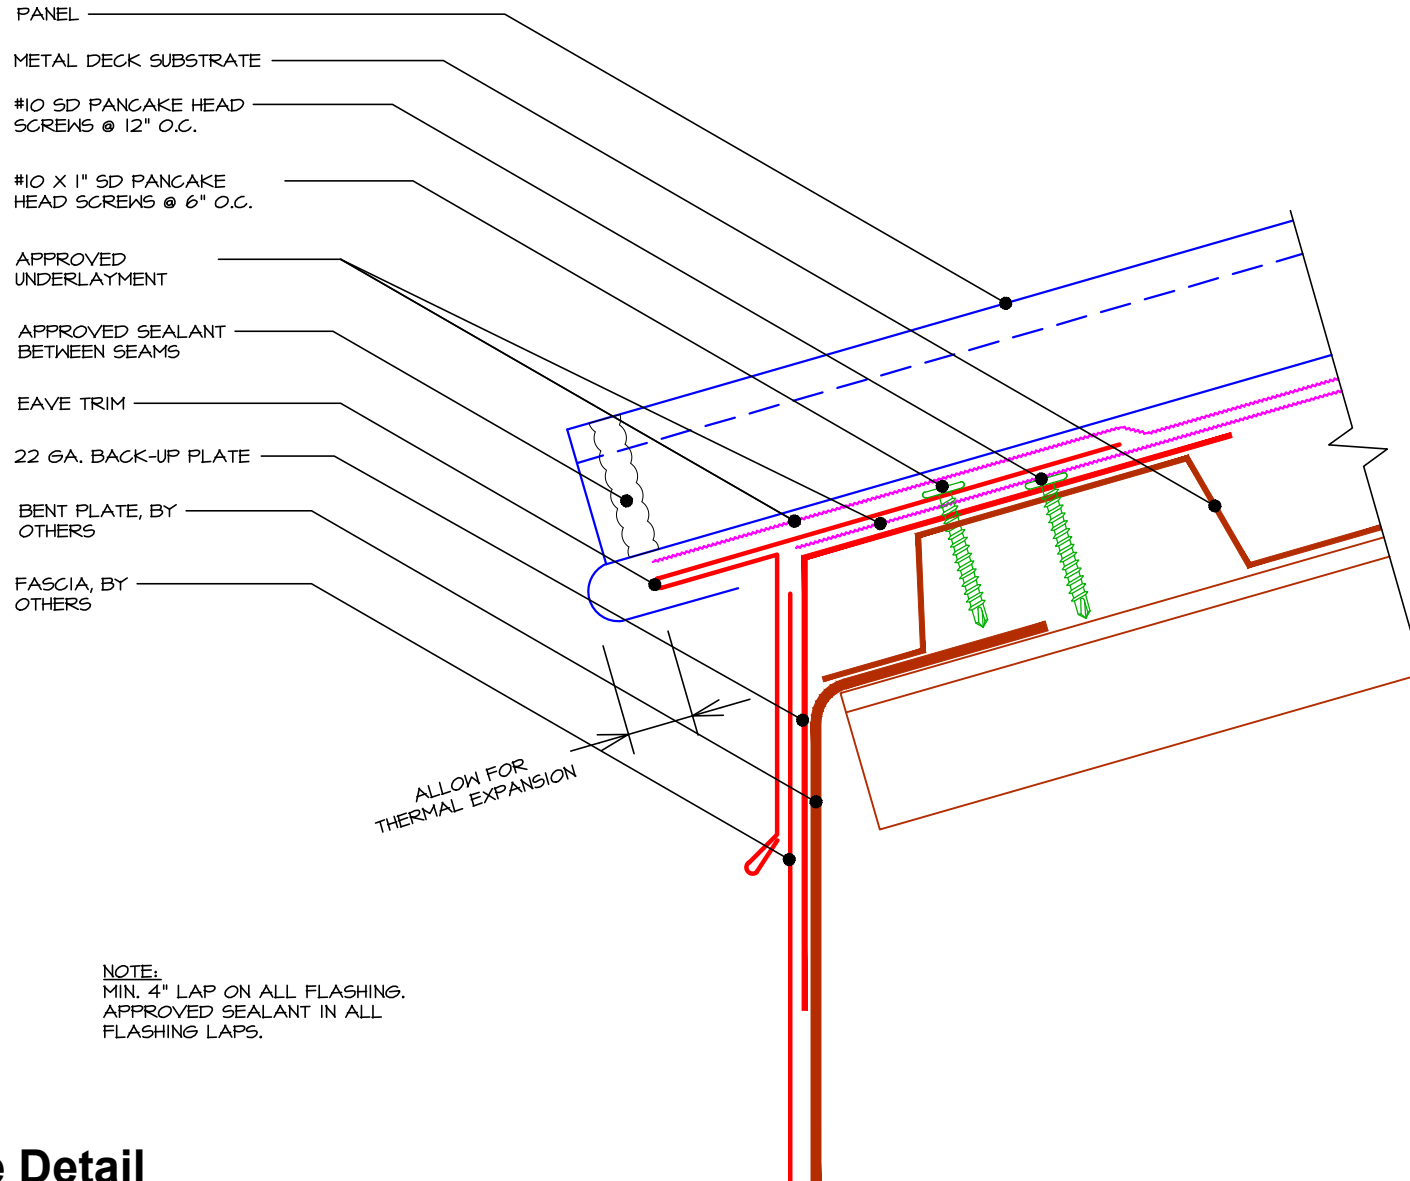 PANEL
METAL DECK SUBSTRATE
#10 SD PANCAKE HEAD
SCREWS @ 12" O.C.
#10 X 1" SD PANCAKE
HEAD SCREWS @ 6" O.C.
APPROVED
UNDERLAYMENT
APPROVED SEALANT
BETWEEN SEAMS
EAVE TRIM
22 GA. BACK-UP PLATE
BENT PLATE, BY
OTHERS
FASCIA, BY
OTHERS
ALLOW FOR
THERMAL EXPANSION
NOTE:
MIN. 4" LAP ON ALL FLASHING.
APPROVED SEALANT IN ALL
FLASHING LAPS.
e Detail